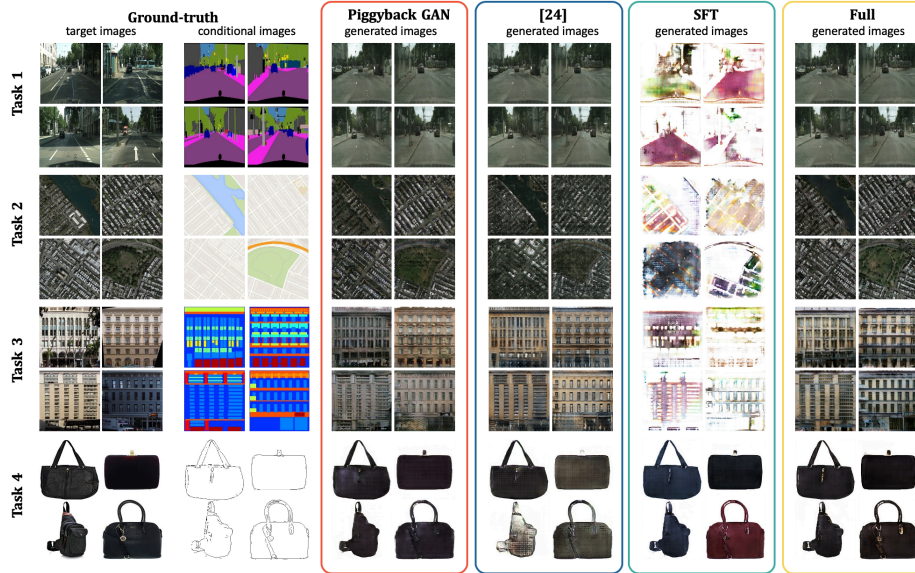 Ground-truth
target images
conditional images
Piggyback GAN
generated images
[24]
generated images
SFT
generated images
Full
generated images
Task 1
Task 2
Task 3
Task 4